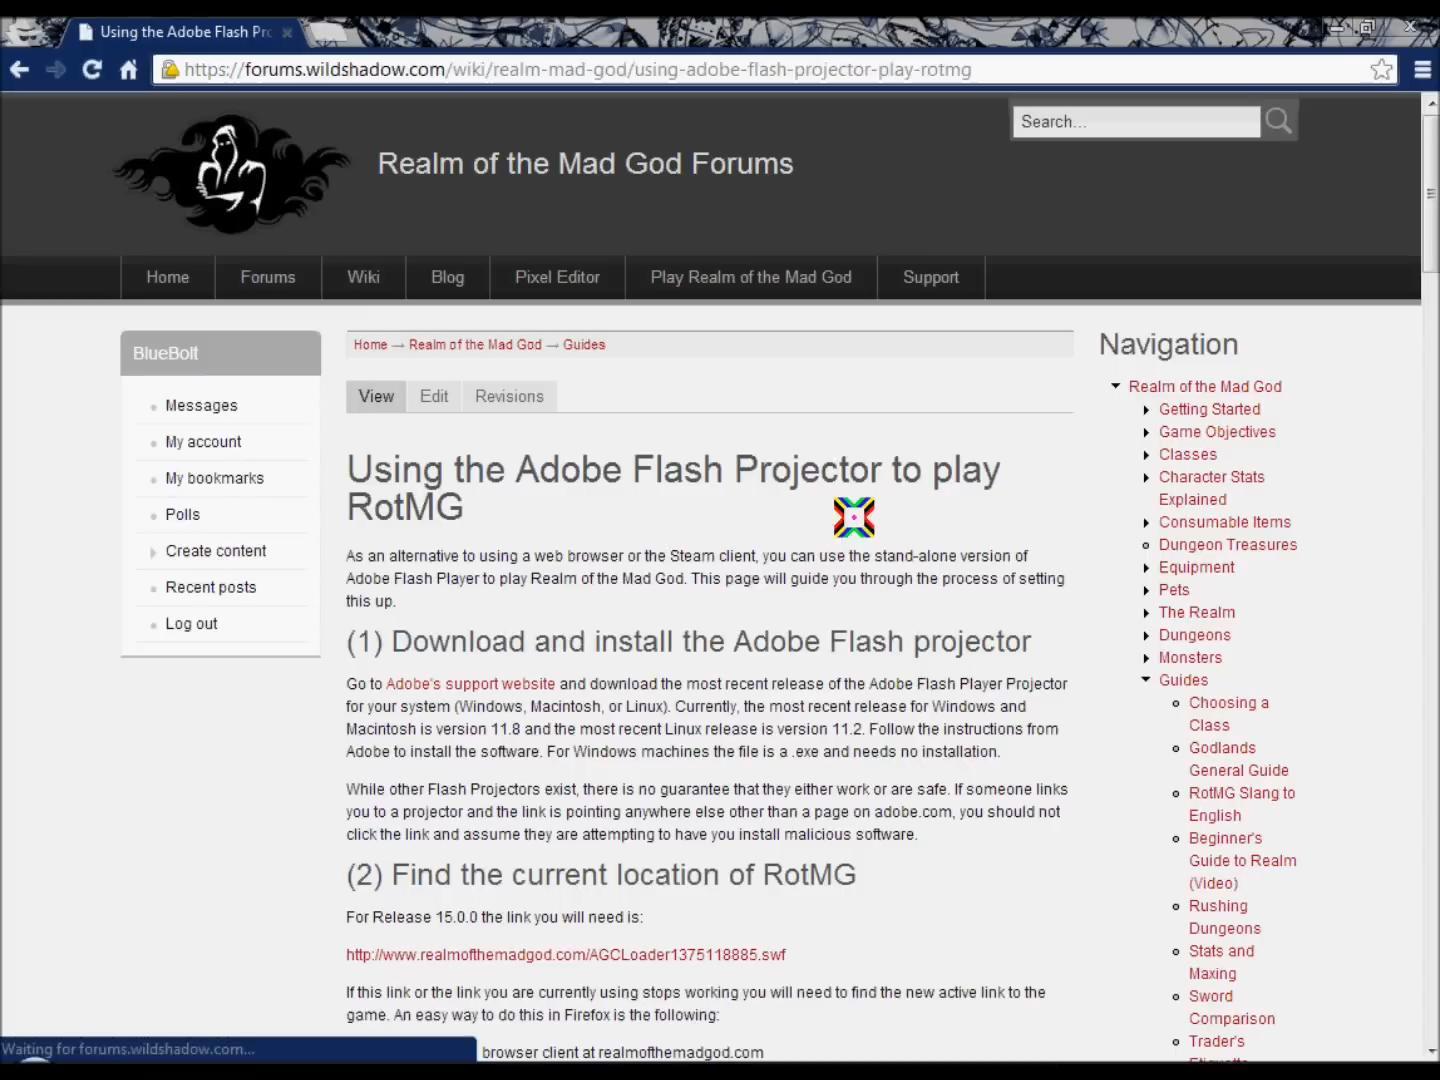 Using the Adobe Flash Pro
https://forums.wildshadow.com/wiki/realm-mad-god/using-adobe-flash-projector-play-rotmg
Search...
Realm of the Mad God Forums
Home
Forums
Wiki
Blog
Pixel Editor
Play Realm of the Mad God
Support
BlueBolt
Messages
My account
My bookmarks
Polls
Create content
Recent posts
Log out
Home → Realm of the Mad God → Guides
View
Edit
Revisions
Using the Adobe Flash Projector to play
RotMG
As an alternative to using a web browser or the Steam client, you can use the stand-alone version of
Adobe Flash Player to play Realm of the Mad God. This page will guide you through the process of setting
this up.
(1) Download and install the Adobe Flash projector
Go to Adobe's support website and download the most recent release of the Adobe Flash Player Projector
for your system (Windows, Macintosh, or Linux). Currently, the most recent release for Windows and
Macintosh is version 11.8 and the most recent Linux release is version 11.2. Follow the instructions from
Adobe to install the software. For Windows machines the file is a .exe and needs no installation.
While other Flash Projectors exist, there is no guarantee that they either work or are safe. If someone links
you to a projector and the link is pointing anywhere else other than a page on adobe.com, you should not
click the link and assume they are attempting to have you install malicious software.
(2) Find the current location of RotMG
For Release 15.0.0 the link you will need is:
http://www.realmofthemadgod.com/AGCLoader1375118885.swf
If this link or the link you are currently using stops working you will need to find the new active link to the
game. An easy way to do this in Firefox is the following:
browser client at realmofthemadgod.com
Waiting for forums.wildshadow.com...
Navigation
Realm of the Mad God
Getting Started
Game Objectives
Classes
Character Stats
Explained
Consumable Items
Dungeon Treasures
Equipment
Pets
The Realm
Dungeons
Monsters
Guides
Choosing a
Class
Godlands
General Guide
RotMG Slang to
English
Beginner's
Guide to Realm
(Video)
Rushing
Dungeons
Stats and
Maxing
Sword
Comparison
Trader's
Etiquette